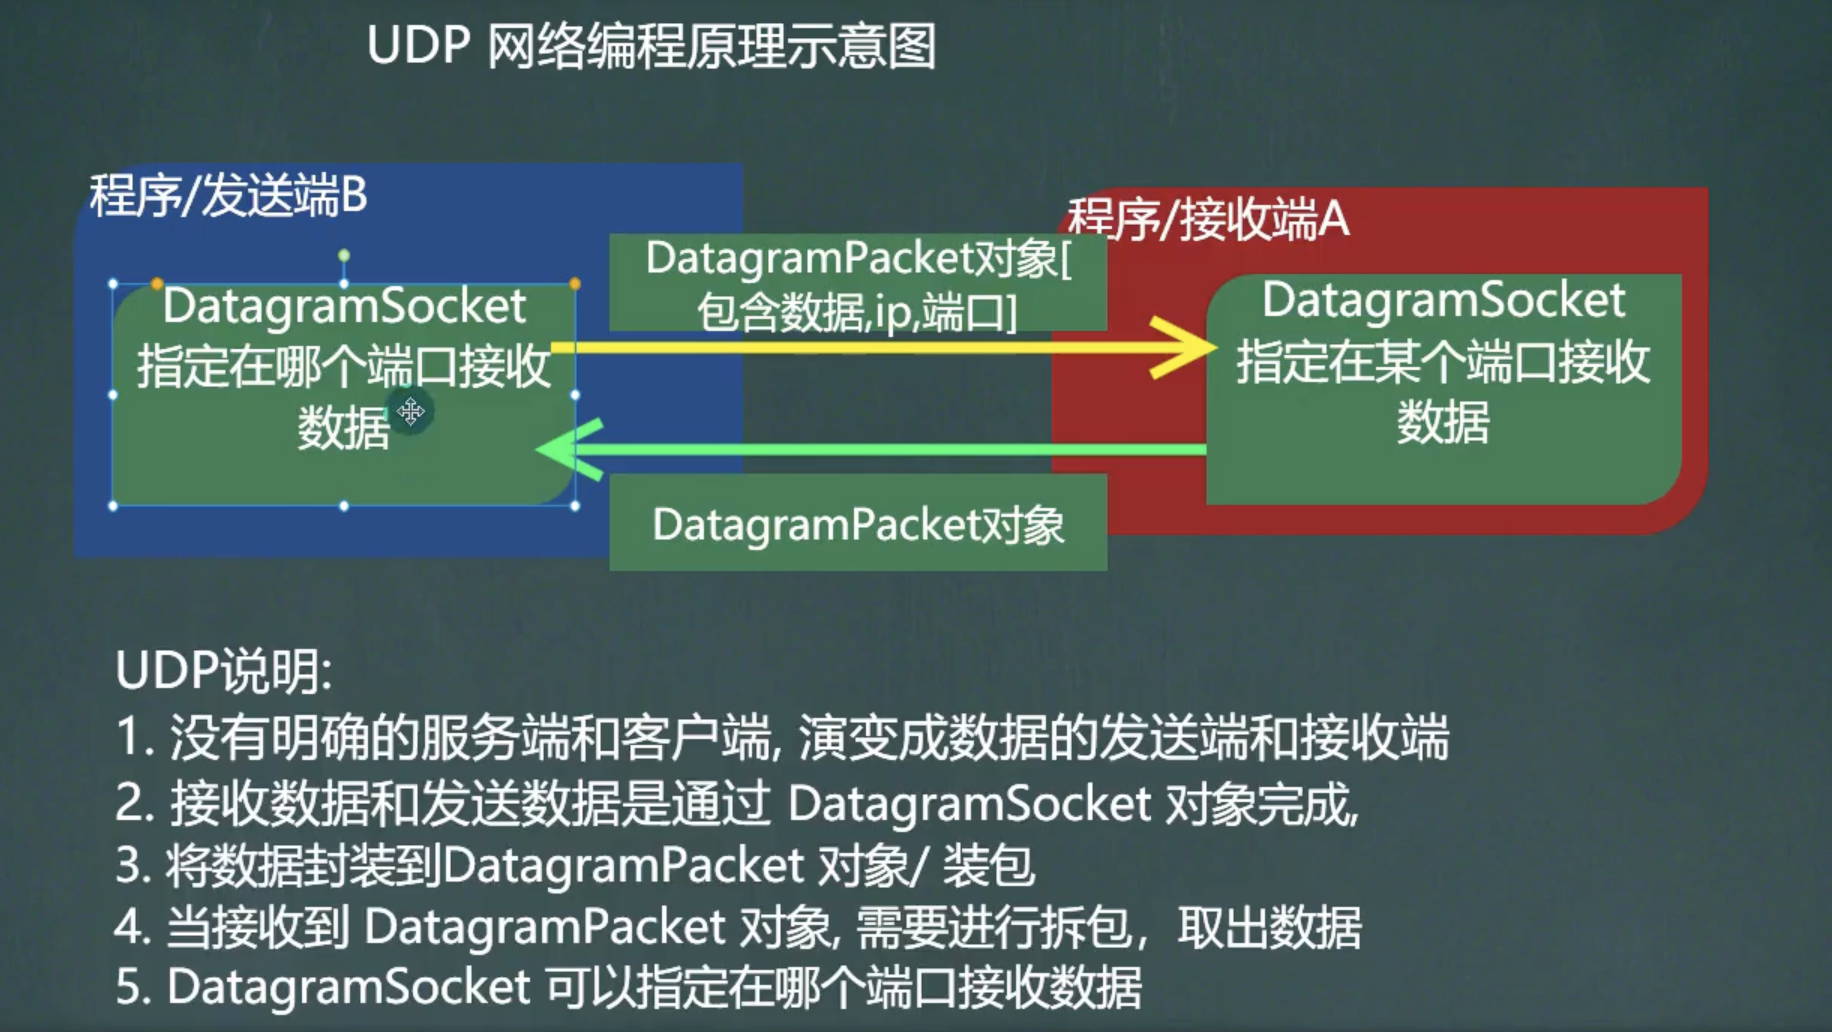 UDP 网络编程原理示意图
程序/发送端B
程序/接收端A
DatagramPacket对象[
包含数据,ip,端口]
DatagramSocket
指定在哪个端口接收
数据
DatagramSocket
指定在某个端口接收
数据
DatagramPacket对象
UDP说明:
1. 没有明确的服务端和客户端, 演变成数据的发送端和接收端
2. 接收数据和发送数据是通过 DatagramSocket 对象完成,
3. 将数据封装到DatagramPacket 对象/ 装包
4. 当接收到 DatagramPacket 对象, 需要进行拆包，取出数据
5. DatagramSocket 可以指定在哪个端口接收数据